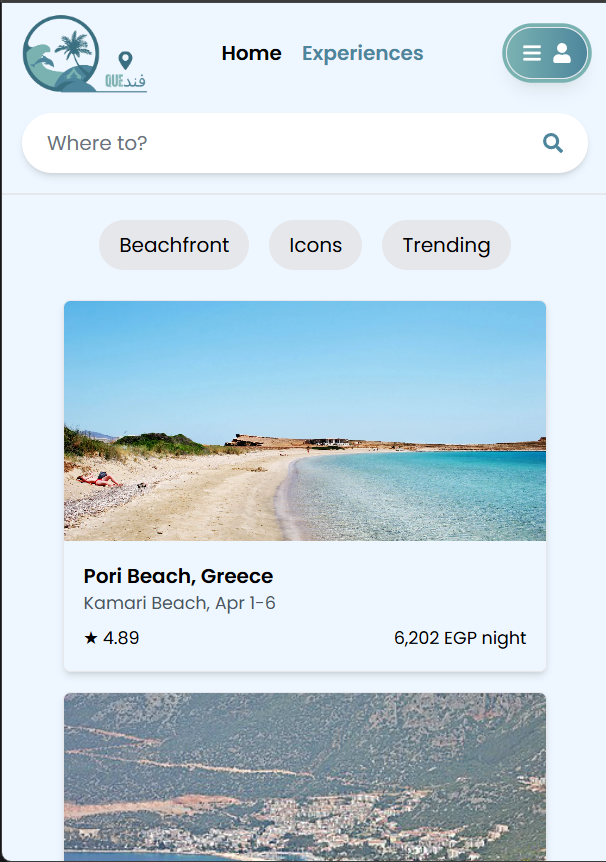 QUEفند
Home Experiences
Where to?
Beachfront Icons Trending
Pori Beach, Greece
Kamari Beach, Apr 1-6
★ 4.89 6,202 EGP night